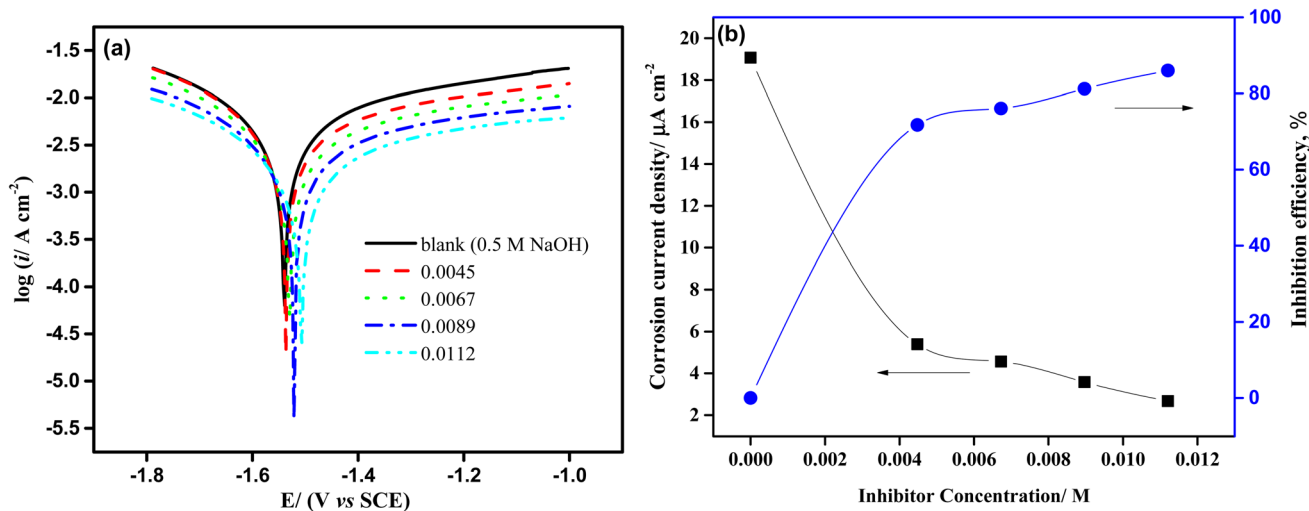 (a)
log (i/ A cm-2)
-1.5
-2.0
-2.5
-3.0
-3.5
-4.0
-4.5
-5.0
-5.5
blank (0.5 M NaOH)
0.0045
0.0067
0.0089
0.0112
-1.8 -1.6 -1.4 -1.2 -1.0
E/ (V vs SCE)
(b)
Corrosion current density/ μA cm-2
20
18
16
14
12
10
8
6
4
2
100
80
60
40
20
0
Inhibition efficiency, %
0.000 0.002 0.004 0.006 0.008 0.010 0.012
Inhibitor Concentration/ M